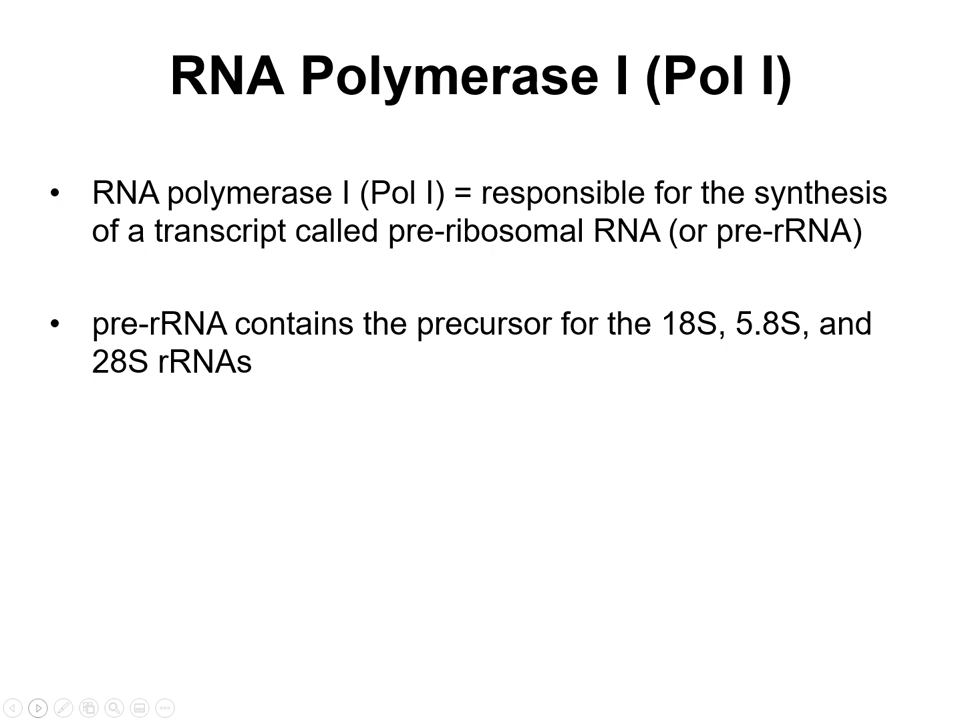 RNA Polymerase I (Pol I)
• RNA polymerase I (Pol I) = responsible for the synthesis
of a transcript called pre-ribosomal RNA (or pre-rRNA)
• pre-rRNA contains the precursor for the 18S, 5.8S, and
28S rRNAs